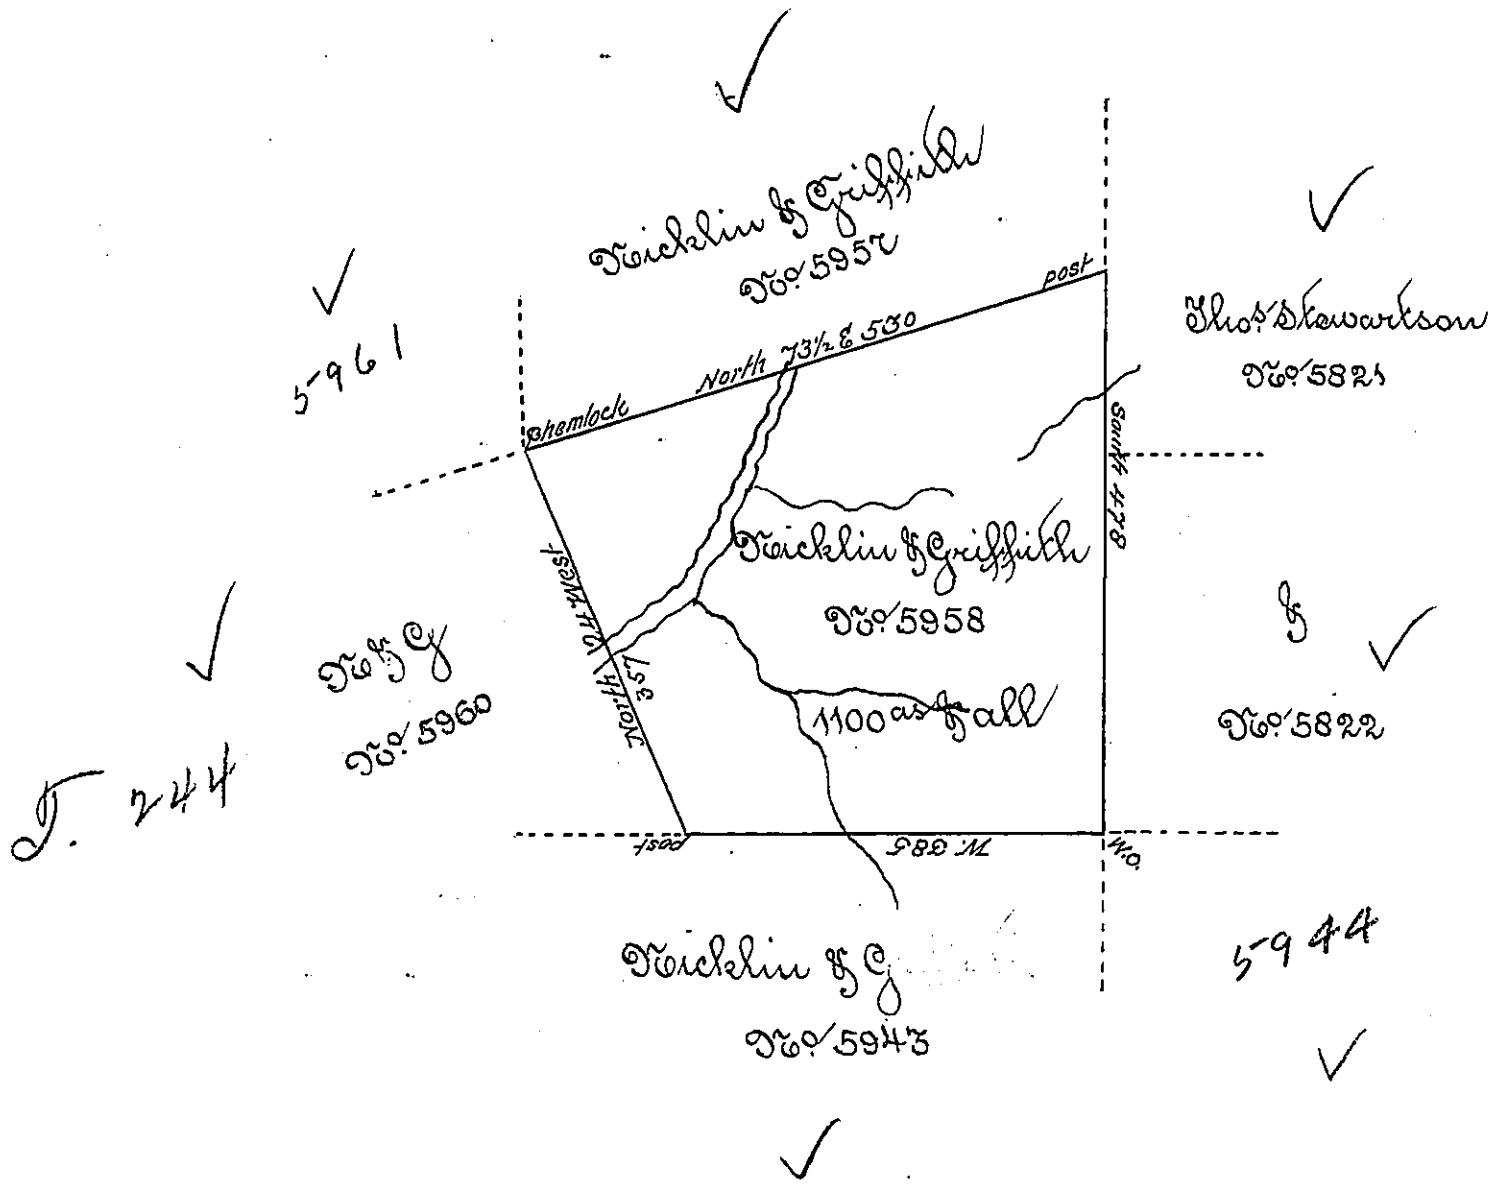 Nicklin & Griffith
No. 5957
Thos. Stewartson
No. 5821
5961
hemlock North 73½ E 530 post
South 478
Nicklin & Griffith
No. 5958
1100 as & all
N & G
No. 5960
North 24 West
357
&
No. 5822
T. 244
post
W. 385
W.O.
Nicklin & G
No. 5943
5944